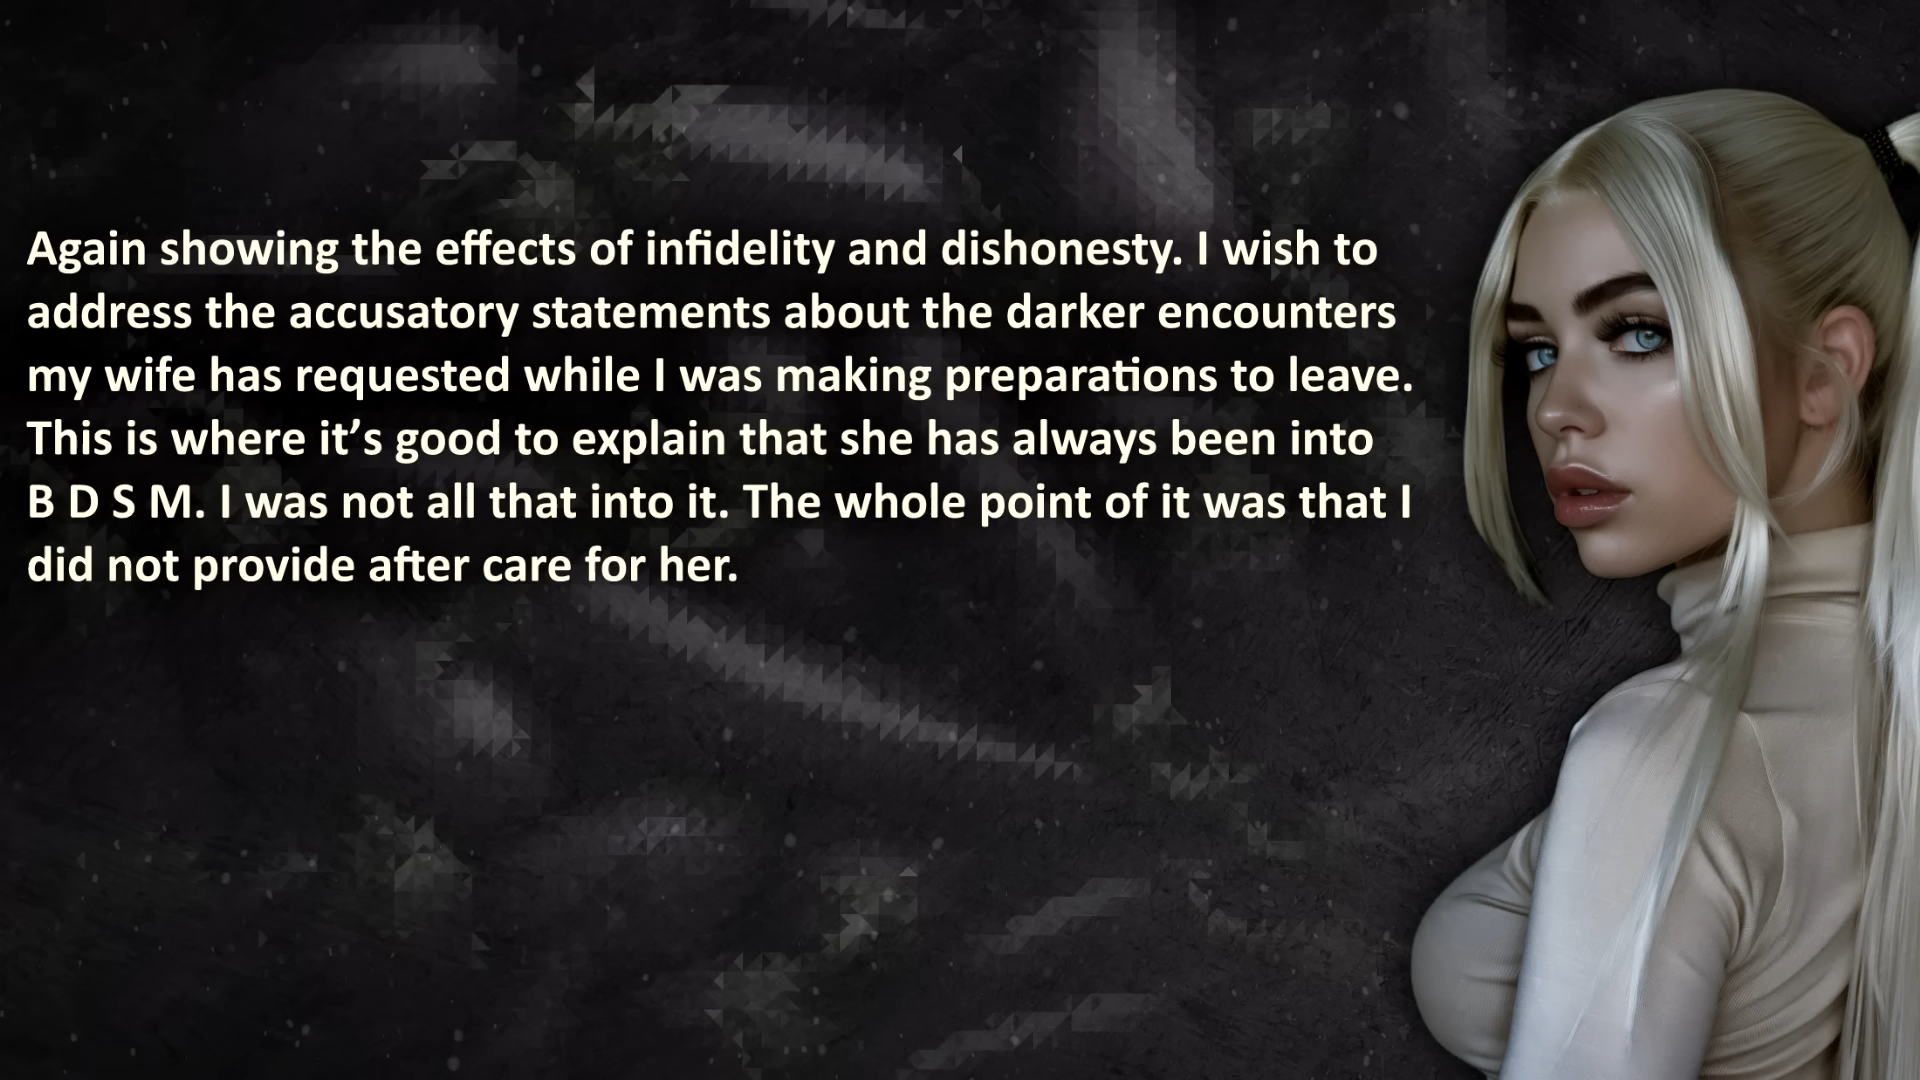 Again showing the effects of infidelity and dishonesty. I wish to
address the accusatory statements about the darker encounters
my wife has requested while I was making preparations to leave.
This is where it’s good to explain that she has always been into
B D S M. I was not all that into it. The whole point of it was that I
did not provide after care for her.